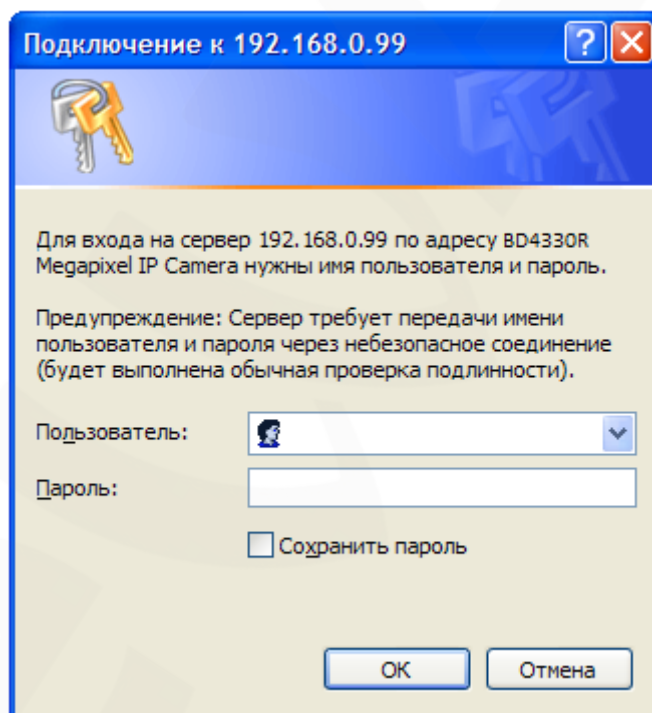 Подключение к 192.168.0.99
Для входа на сервер 192.168.0.99 по адресу BD4330R
Megapixel IP Camera нужны имя пользователя и пароль.
Предупреждение: Сервер требует передачи имени
пользователя и пароля через небезопасное соединение
(будет выполнена обычная проверка подлинности).
Пользователь:
Пароль:
Сохранить пароль
ОК
Отмена